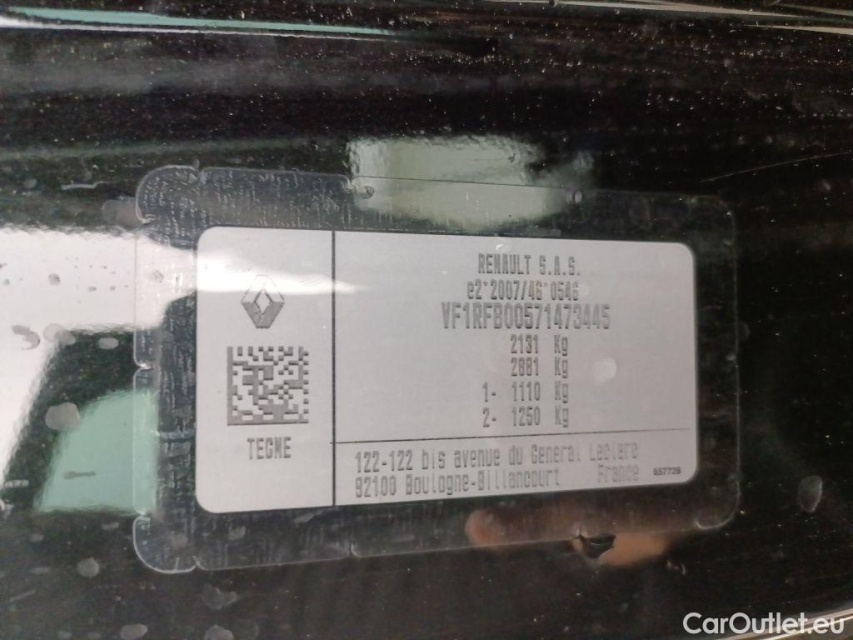 RENAULT S.A.S.
e2*2007/46*0546
VF1RFB00571473445
2131 Kg
2881 Kg
1- 1110 Kg
2- 1250 Kg
TECNE
122-122 bis avenue du General Leclerc
92100 Boulogne-Billancourt France
CarOutlet.eu